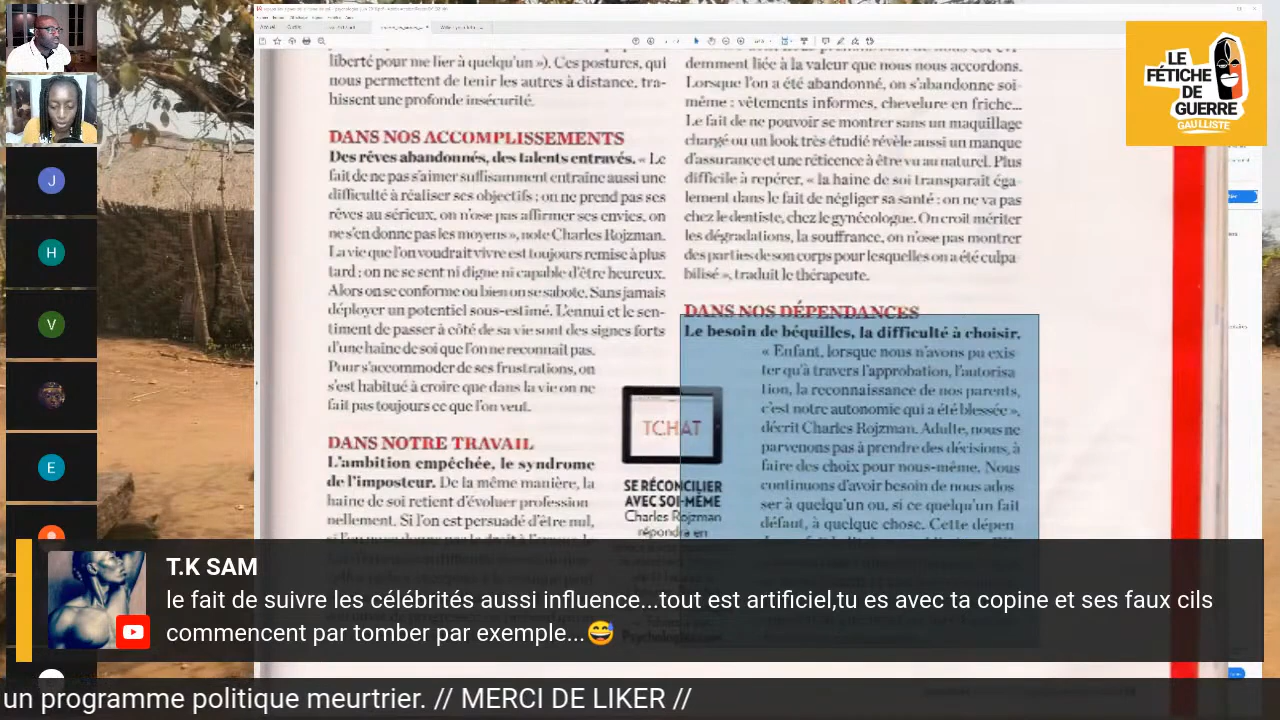 LE
FÉTICHE
DE
GUERRE
GAULLISTE
liberté pour me lier à quelqu'un »). Ces postures, qui
nous permettent de tenir les autres à distance, tra-
hissent une profonde insécurité.
DANS NOS ACCOMPLISSEMENTS
Des rêves abandonnés, des talents entravés. « Le
fait de ne pas s'aimer suffisamment entraîne aussi une
difficulté à réaliser ses objectifs : on ne prend pas ses
rêves au sérieux, on n'ose pas affirmer ses envies, on
ne s'en donne pas les moyens », note Charles Rojzman.
La vie que l'on voudrait vivre est toujours remise à plus
tard : on ne se sent ni digne ni capable d'être heureux.
Alors on se conforme ou bien on se sabote. Sans jamais
déployer un potentiel sous-estimé. L'ennui et le sen-
timent de passer à côté de sa vie sont des signes forts
d'une haine de soi que l'on ne reconnaît pas.
Pour s'accommoder de ses frustrations, on
s'est habitué à croire que dans la vie on ne
fait pas toujours ce que l'on veut.
DANS NOTRE TRAVAIL
L'ambition empêchée, le syndrome
de l'imposteur. De la même manière, la
haine de soi retient d'évoluer profession
nellement. Si l'on est persuadé d'être nul,
TCHAT
SE RÉCONCILIER
AVEC SOI-MÊME
Charles Rojzman
répondra en
demment liée à la valeur que nous nous accordons.
Lorsque l'on a été abandonné, on s'abandonne soi-
même : vêtements informes, chevelure en friche...
Le fait de ne pouvoir se montrer sans un maquillage
chargé ou un look très étudié révèle aussi un manque
d'assurance et une réticence à être vu au naturel. Plus
difficile à repérer, « la haine de soi transparaît éga-
lement dans le fait de négliger sa santé : on ne va pas
chez le dentiste, chez le gynécologue. On croit mériter
les dégradations, la souffrance, on n'ose pas montrer
des parties de son corps pour lesquelles on a été culpa-
bilisé », traduit le thérapeute.
DANS NOS DÉPENDANCES
Le besoin de béquilles, la difficulté à choisir.
« Enfant, lorsque nous n'avons pu exis-
ter qu'à travers l'approbation, l'autorisa-
tion, la reconnaissance de nos parents,
c'est notre autonomie qui a été blessée »,
décrit Charles Rojzman. Adulte, nous ne
parvenons pas à prendre des décisions, à
faire des choix pour nous-même. Nous
continuons d'avoir besoin de nous ados-
ser à quelqu'un ou, si ce quelqu'un fait
défaut, à quelque chose. Cette dépen
J
H
V
E
T.K SAM
le fait de suivre les célébrités aussi influence...tout est artificiel,tu es avec ta copine et ses faux cils
commencent par tomber par exemple...😅
un programme politique meurtrier. // MERCI DE LIKER //